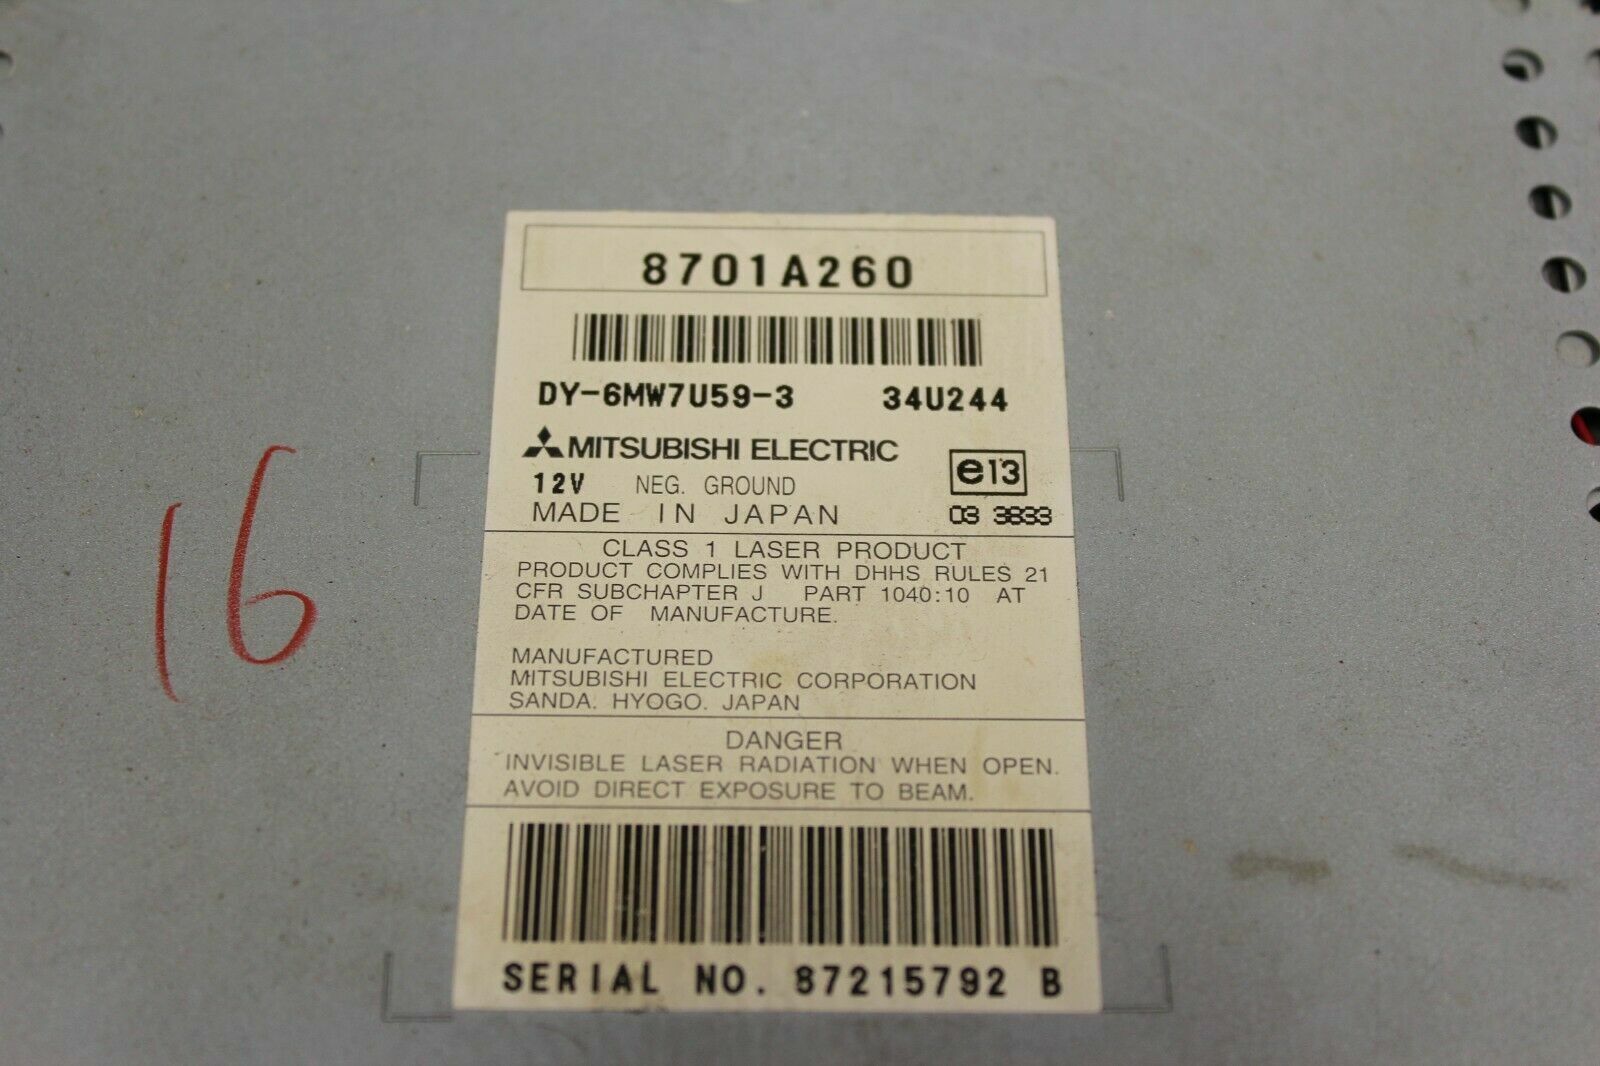 8701A260
DY-6MW7U59-3 34U244
MITSUBISHI ELECTRIC
12V NEG. GROUND e13
MADE IN JAPAN 03 3833
CLASS 1 LASER PRODUCT
PRODUCT COMPLIES WITH DHHS RULES 21
CFR SUBCHAPTER J PART 1040:10 AT
DATE OF MANUFACTURE.
MANUFACTURED
MITSUBISHI ELECTRIC CORPORATION
SANDA. HYOGO. JAPAN
DANGER
INVISIBLE LASER RADIATION WHEN OPEN.
AVOID DIRECT EXPOSURE TO BEAM.
SERIAL NO. 87215792 B
16